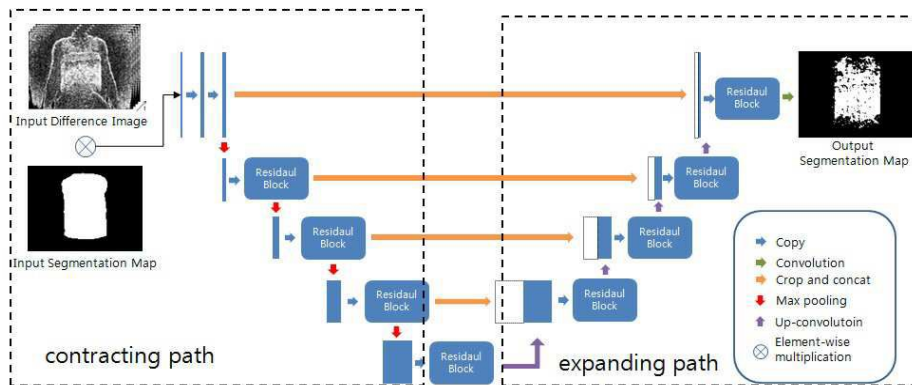 Input Difference Image
Input Segmentation Map
contracting path
Residaul
Block
Residaul
Block
Residaul
Block
Residaul
Block
Residaul
Block
Residaul
Block
Residaul
Block
Residaul
Block
expanding path
Output
Segmentation Map
Copy
Convolution
Crop and concat
Max pooling
Up-convolutoin
Element-wise
multiplication